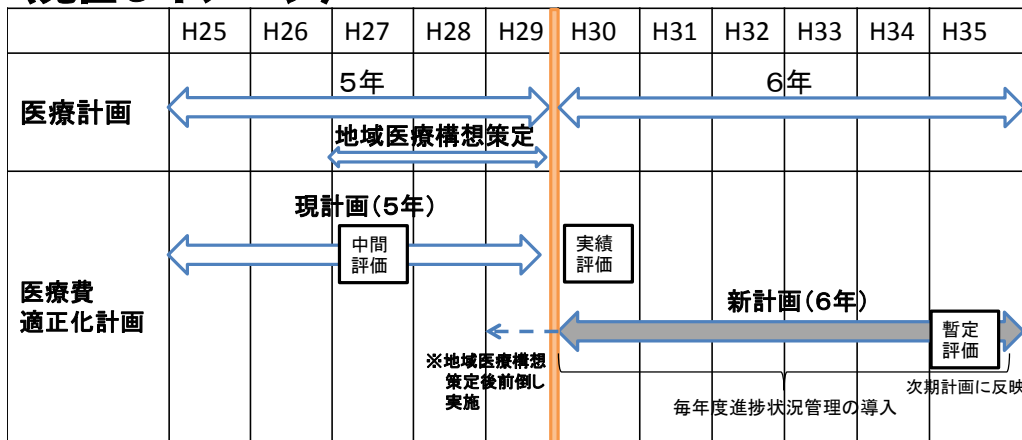 H25 H26 H27 H28 H29 H30 H31 H32 H33 H34 H35
医療計画
5年
6年
地域医療構想策定
医療費
適正化計画
現計画(5年)
中間
評価
実績
評価
新計画(6年)
暫定
評価
※地域医療構想
策定後前倒し
実施
毎年度進捗状況管理の導入
次期計画に反映